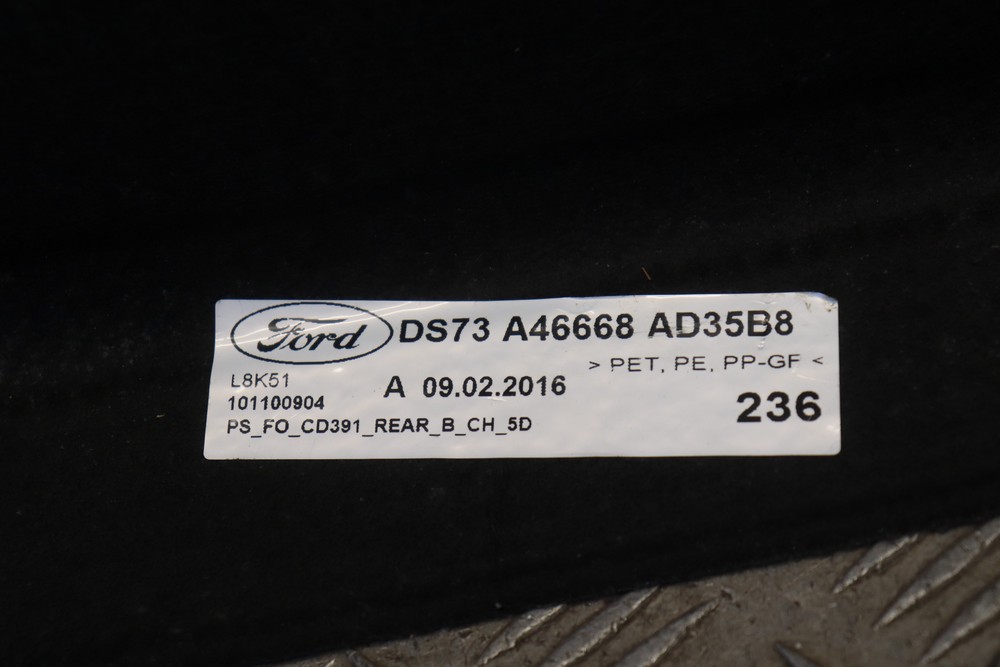 Ford DS73 A46668 AD35B8
> PET, PE, PP-GF <
L8K51
A 09.02.2016
101100904
236
PS_FO_CD391_REAR_B_CH_5D